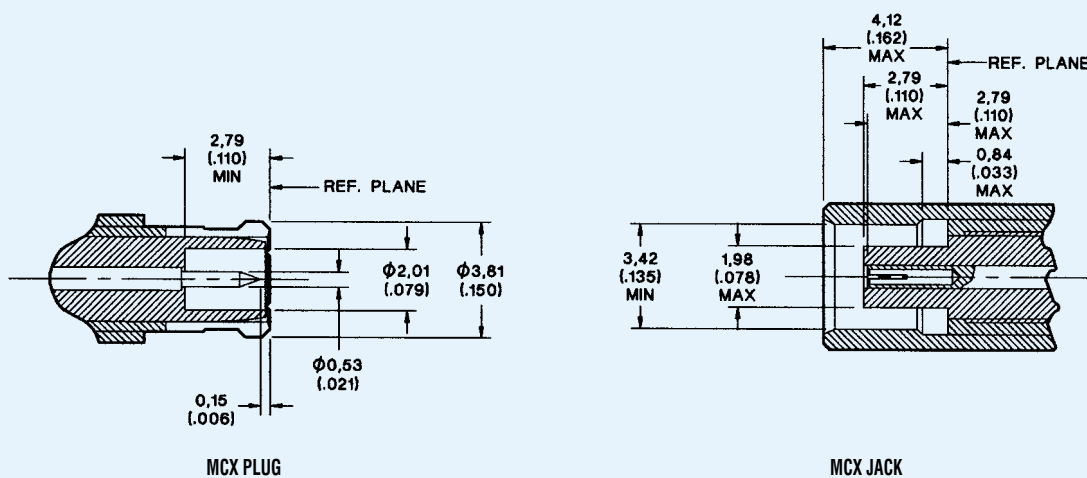 2,79
(.110)
MIN
REF. PLANE
Φ2,01
(.079)
Φ3,81
(.150)
Φ0,53
(.021)
0,15
(.006)
MCX PLUG
4,12
(.162)
MAX
REF. PLANE
2,79
(.110)
MAX
2,79
(.110)
MAX
0,84
(.033)
MAX
3,42
(.135)
MIN
1,98
(.078)
MAX
MCX JACK